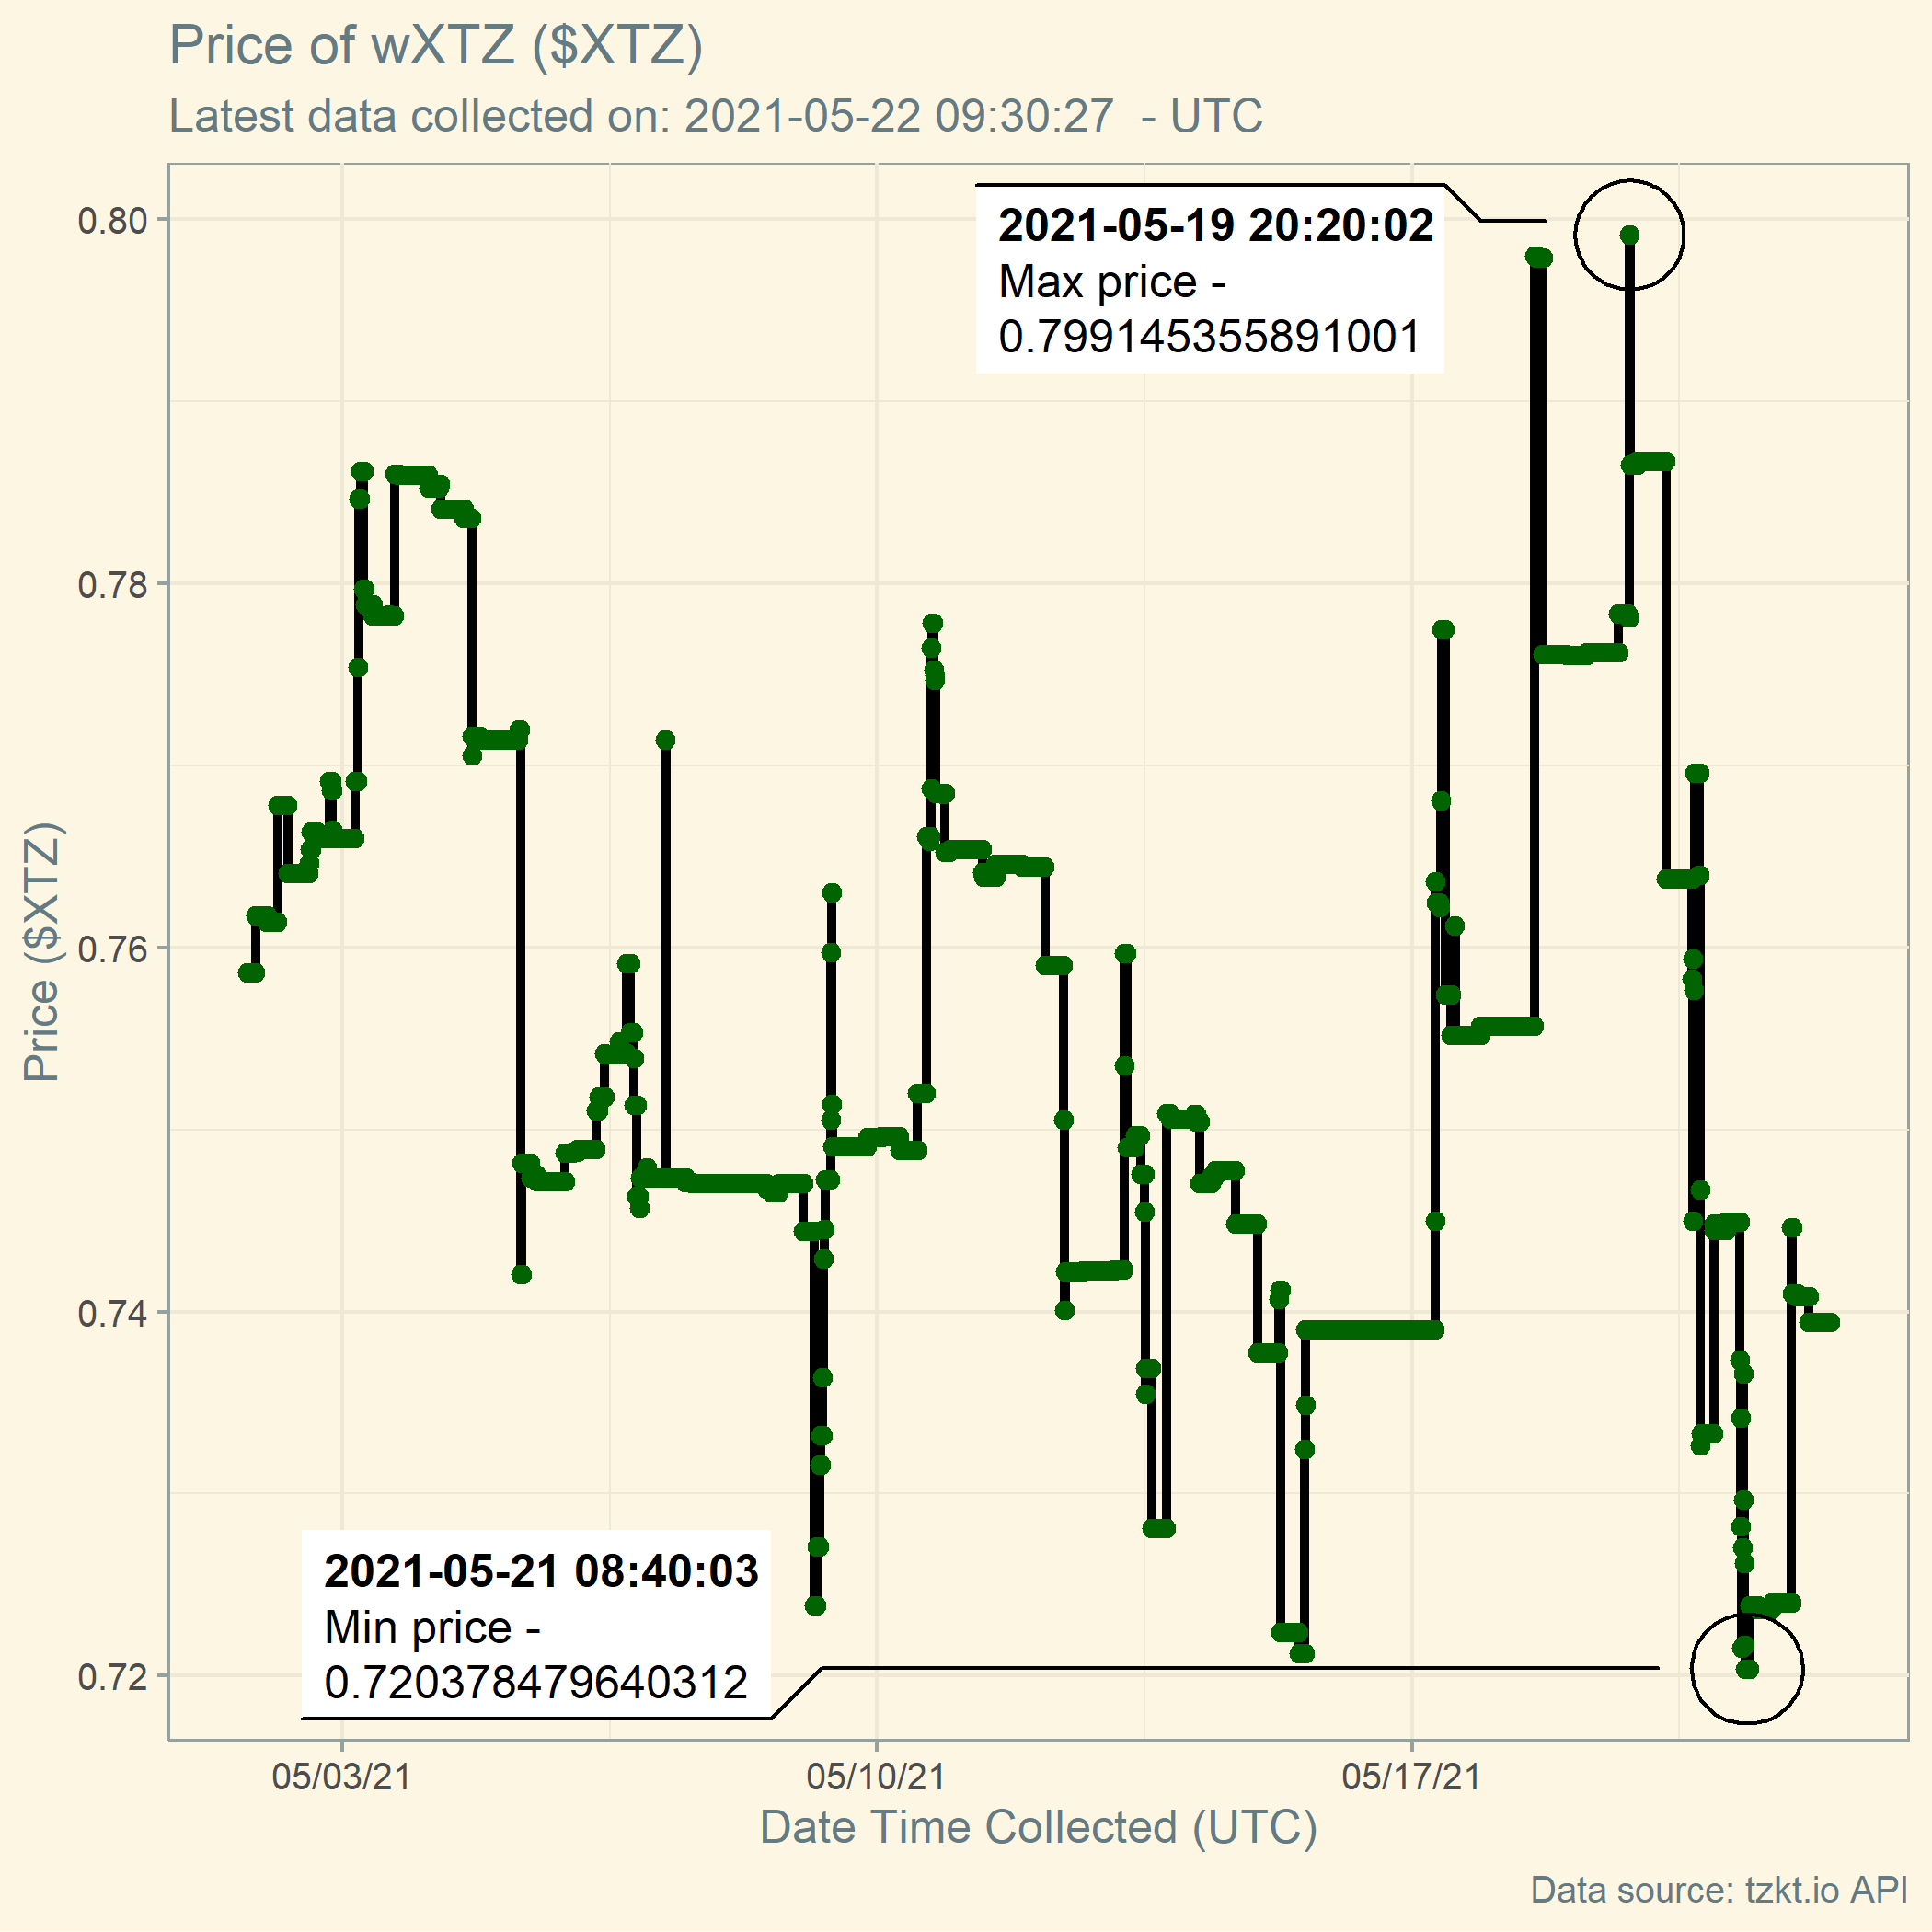 Price of wXTZ ($XTZ)
Latest data collected on: 2021-05-22 09:30:27  - UTC
2021-05-19 20:20:02
Max price -
0.799145355891001
0.80
0.78
0.76
0.74
0.72
Price ($XTZ)
2021-05-21 08:40:03
Min price -
0.720378479640312
05/03/21
05/10/21
05/17/21
Date Time Collected (UTC)
Data source: tzkt.io API